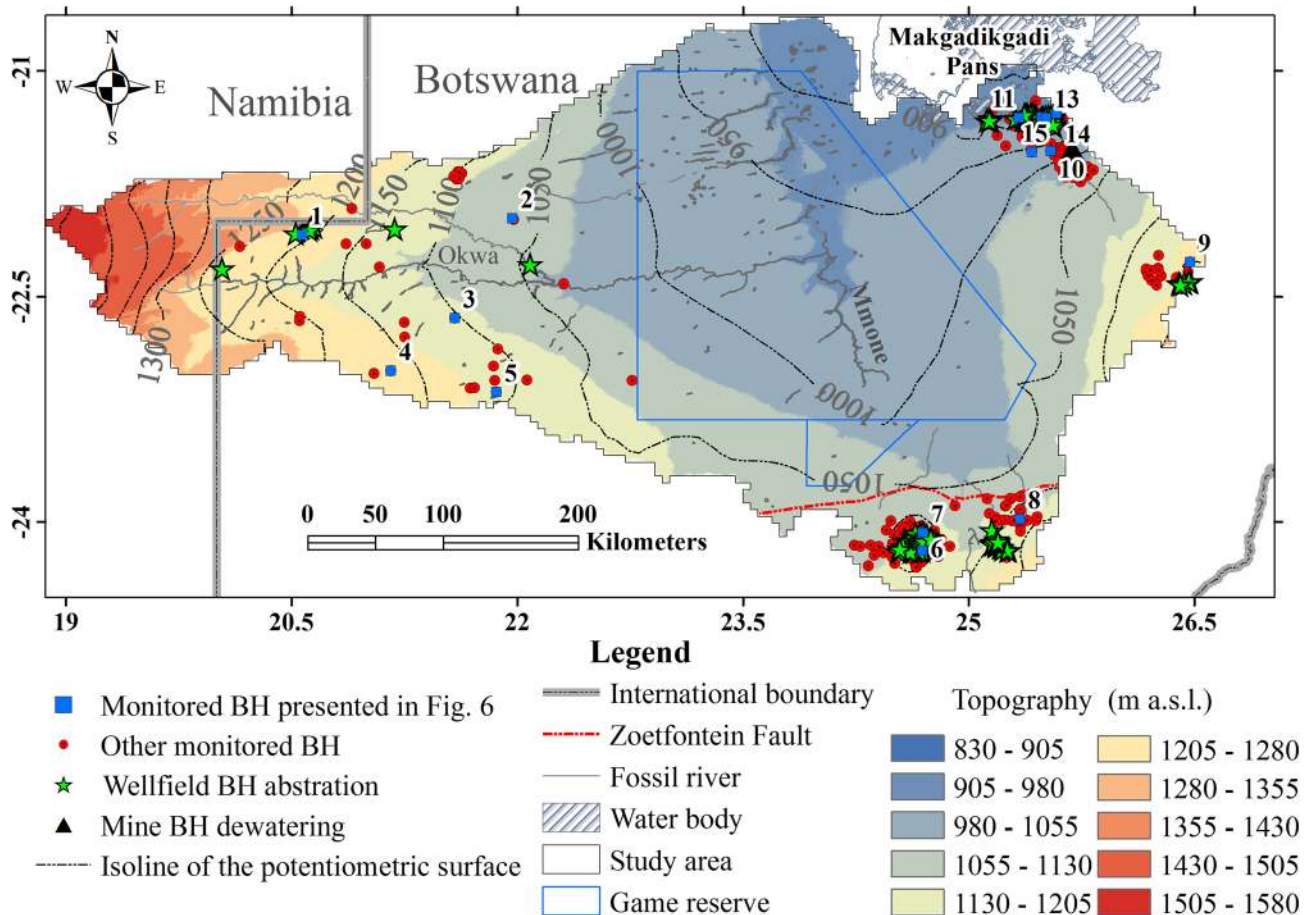 Makgadikgadi
Pans
N
W E
S
Namibia
Botswana
-21
-22.5
-24
900
950
1000
1050
1100
1150
1200
1250
1300
Okwa
Mmone
1000
1050
1050
1
2
3
4
5
6
7
8
9
10
11
13
14
15
0 50 100 200
Kilometers
19 20.5 22 23.5 25 26.5
Legend
Monitored BH presented in Fig. 6
Other monitored BH
Wellfield BH abstration
Mine BH dewatering
Isoline of the potentiometric surface
International boundary
Zoetfontein Fault
Fossil river
Water body
Study area
Game reserve
Topography (m a.s.l.)
830 - 905
905 - 980
980 - 1055
1055 - 1130
1130 - 1205
1205 - 1280
1280 - 1355
1355 - 1430
1430 - 1505
1505 - 1580